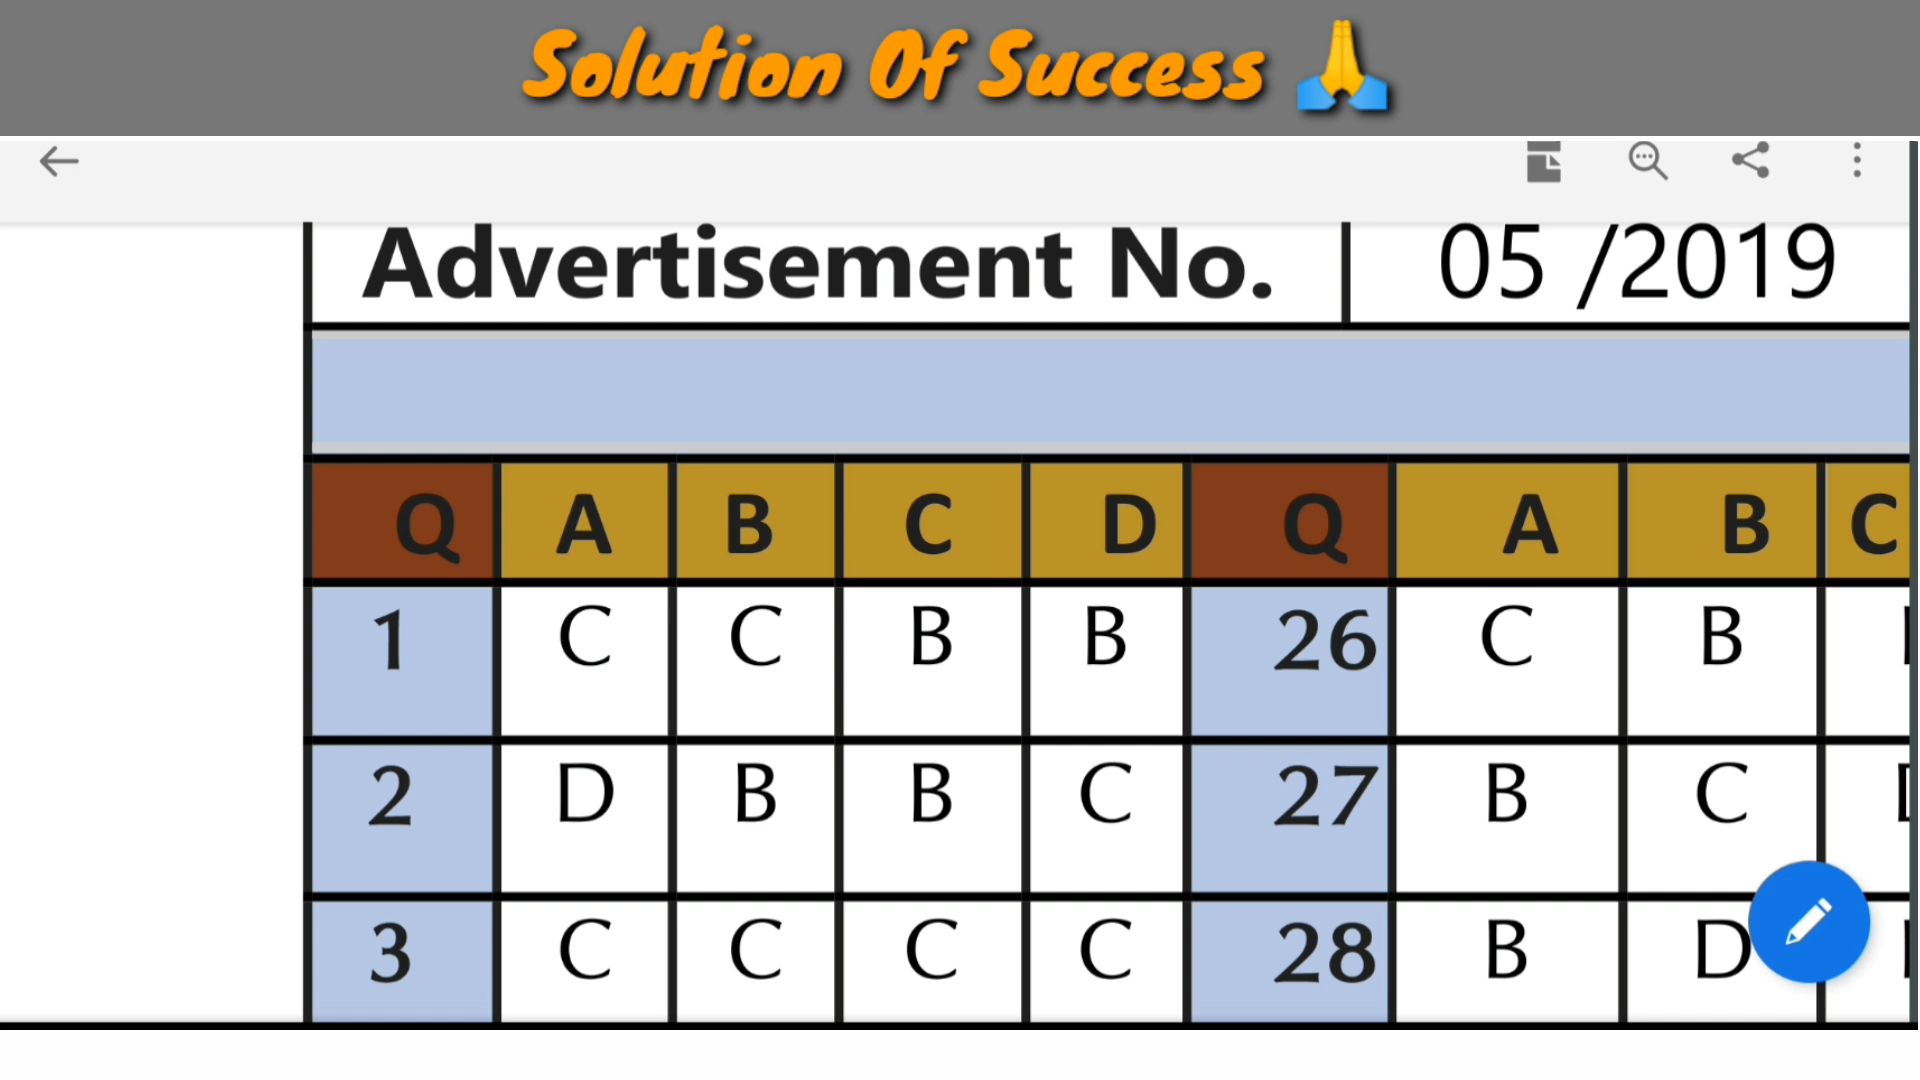 Solution Of Success 🙏
Advertisement No. 05 /2019
Q A B C D Q A B C
1 C C B B 26 C B
2 D B B C 27 B C
3 C C C C 28 B D